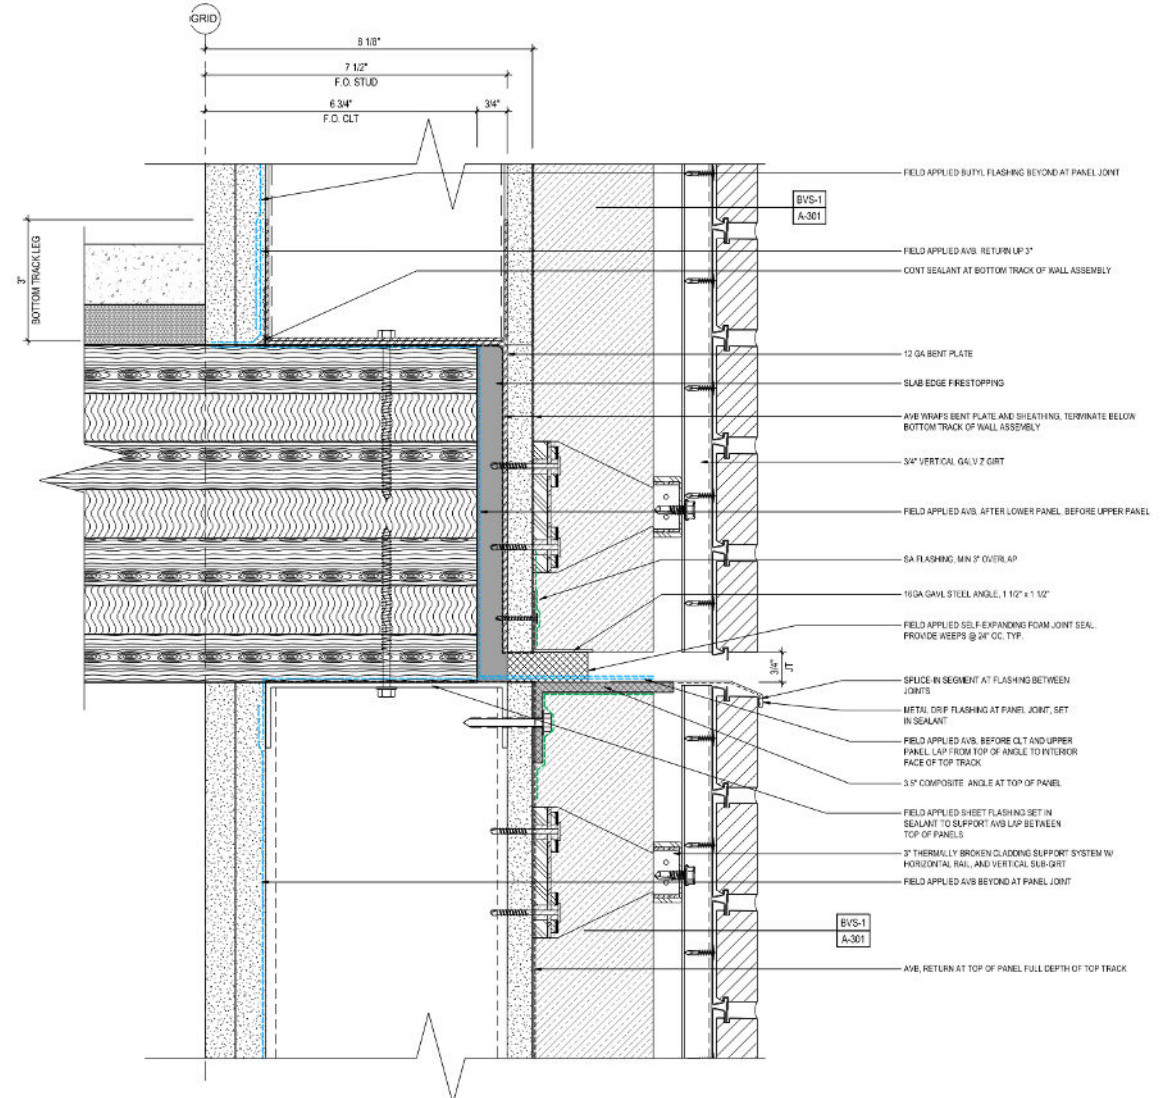 GRID
8 1/8"
7 1/2"
F.O. STUD
6 3/4"
3/4"
F.O. CLT
3"
BOTTOM TRACK LEG
BVS-1
A-301
FIELD APPLIED BUTYL FLASHING BEYOND AT PANEL JOINT
FIELD APPLIED AVB, RETURN UP 3"
CONT SEALANT AT BOTTOM TRACK OF WALL ASSEMBLY
12 GA BENT PLATE
SLAB EDGE FIRESTOPPING
AVB WRAPS BENT PLATE AND SHEATHING, TERMINATE BELOW
BOTTOM TRACK OF WALL ASSEMBLY
3/4" VERTICAL GALV Z GIRT
FIELD APPLIED AVB, AFTER LOWER PANEL, BEFORE UPPER PANEL
SA FLASHING, MIN 3" OVERLAP
16GA GAVL STEEL ANGLE, 1 1/2" x 1 1/2"
FIELD APPLIED SELF-EXPANDING FOAM JOINT SEAL.
PROVIDE WEEPS @ 24" OC, TYP.
3/4"
JT
SPLICE-IN SEGMENT AT FLASHING BETWEEN
JOINTS
METAL DRIP FLASHING AT PANEL JOINT, SET
IN SEALANT
FIELD APPLIED AVB, BEFORE CLT AND UPPER
PANEL. LAP FROM TOP OF ANGLE TO INTERIOR
FACE OF TOP TRACK
3.5" COMPOSITE ANGLE AT TOP OF PANEL
FIELD APPLIED SHEET FLASHING SET IN
SEALANT TO SUPPORT AVB LAP BETWEEN
TOP OF PANELS
3" THERMALLY BROKEN CLADDING SUPPORT SYSTEM W/
HORIZONTAL RAIL, AND VERTICAL SUB-GIRT
FIELD APPLIED AVB BEYOND AT PANEL JOINT
BVS-1
A-301
AVB, RETURN AT TOP OF PANEL FULL DEPTH OF TOP TRACK